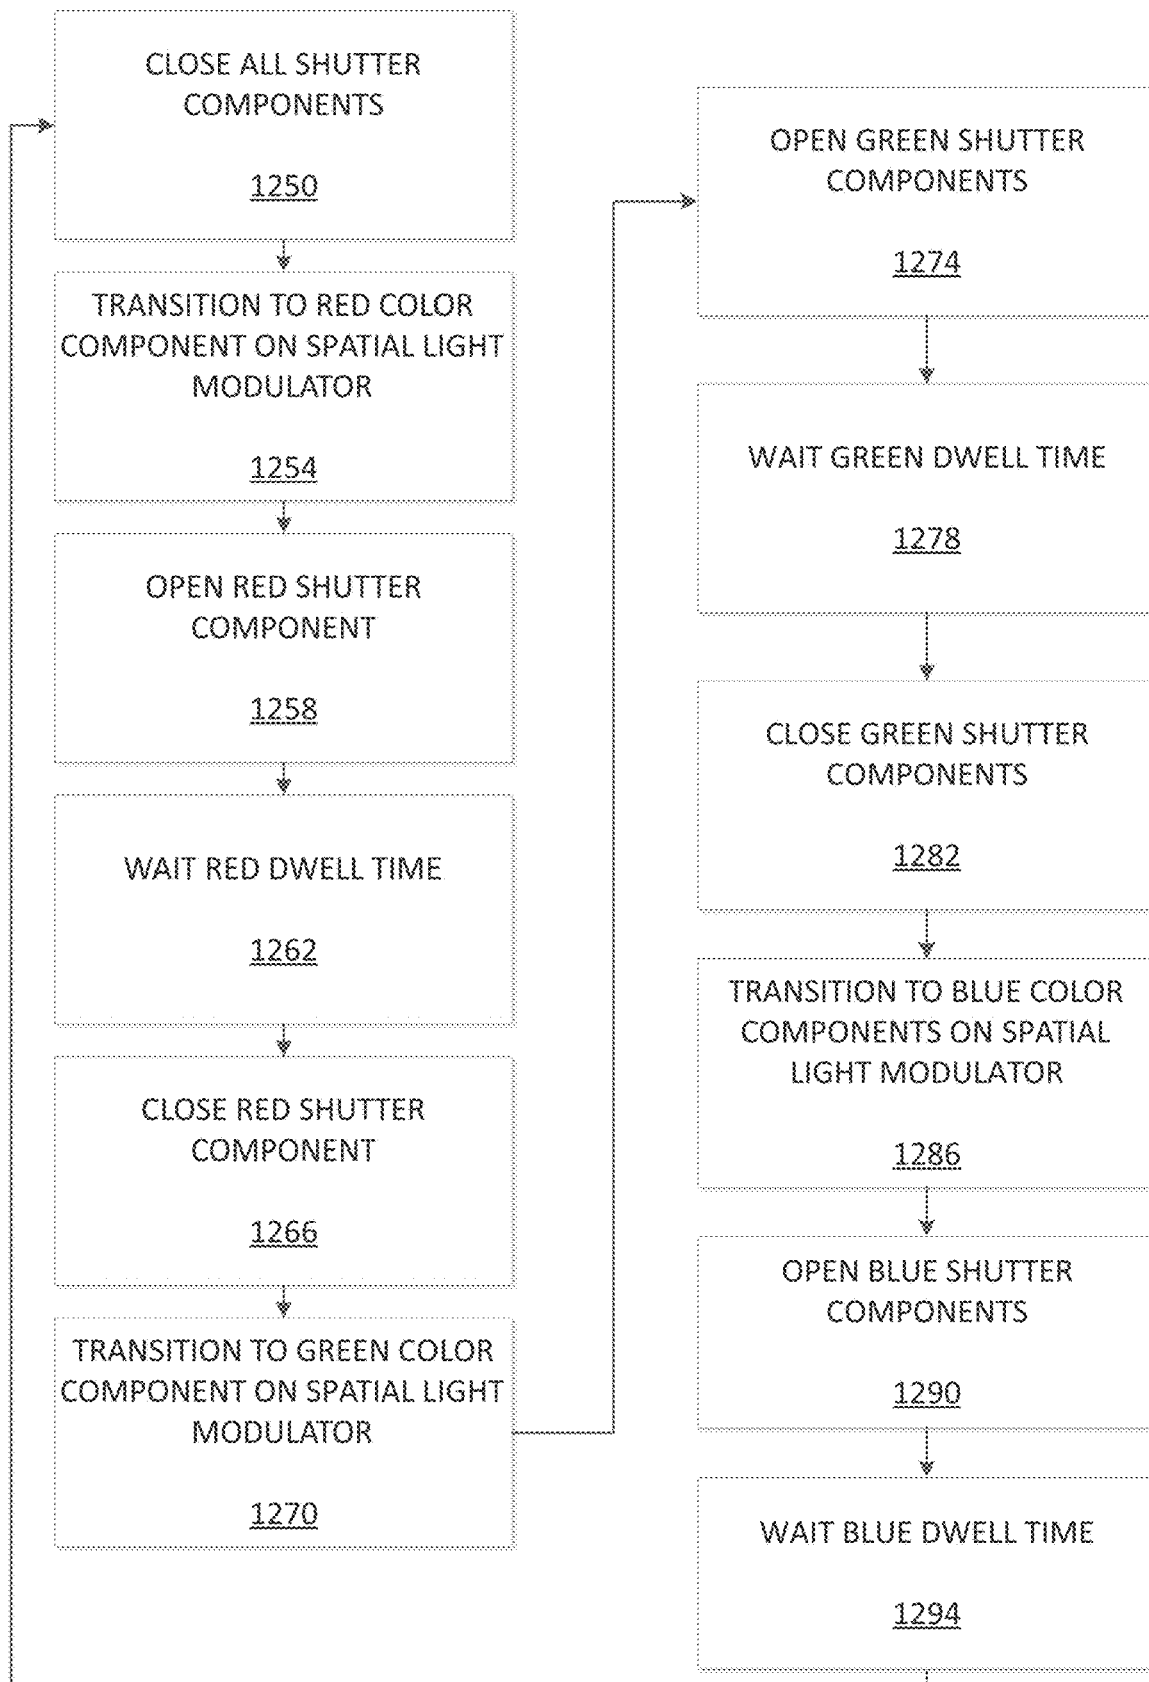 CLOSE ALL SHUTTER
COMPONENTS
1250
TRANSITION TO RED COLOR
COMPONENT ON SPATIAL LIGHT
MODULATOR
1254
OPEN RED SHUTTER
COMPONENT
1258
WAIT RED DWELL TIME
1262
CLOSE RED SHUTTER
COMPONENT
1266
TRANSITION TO GREEN COLOR
COMPONENT ON SPATIAL LIGHT
MODULATOR
1270
OPEN GREEN SHUTTER
COMPONENTS
1274
WAIT GREEN DWELL TIME
1278
CLOSE GREEN SHUTTER
COMPONENTS
1282
TRANSITION TO BLUE COLOR
COMPONENTS ON SPATIAL
LIGHT MODULATOR
1286
OPEN BLUE SHUTTER
COMPONENTS
1290
WAIT BLUE DWELL TIME
1294